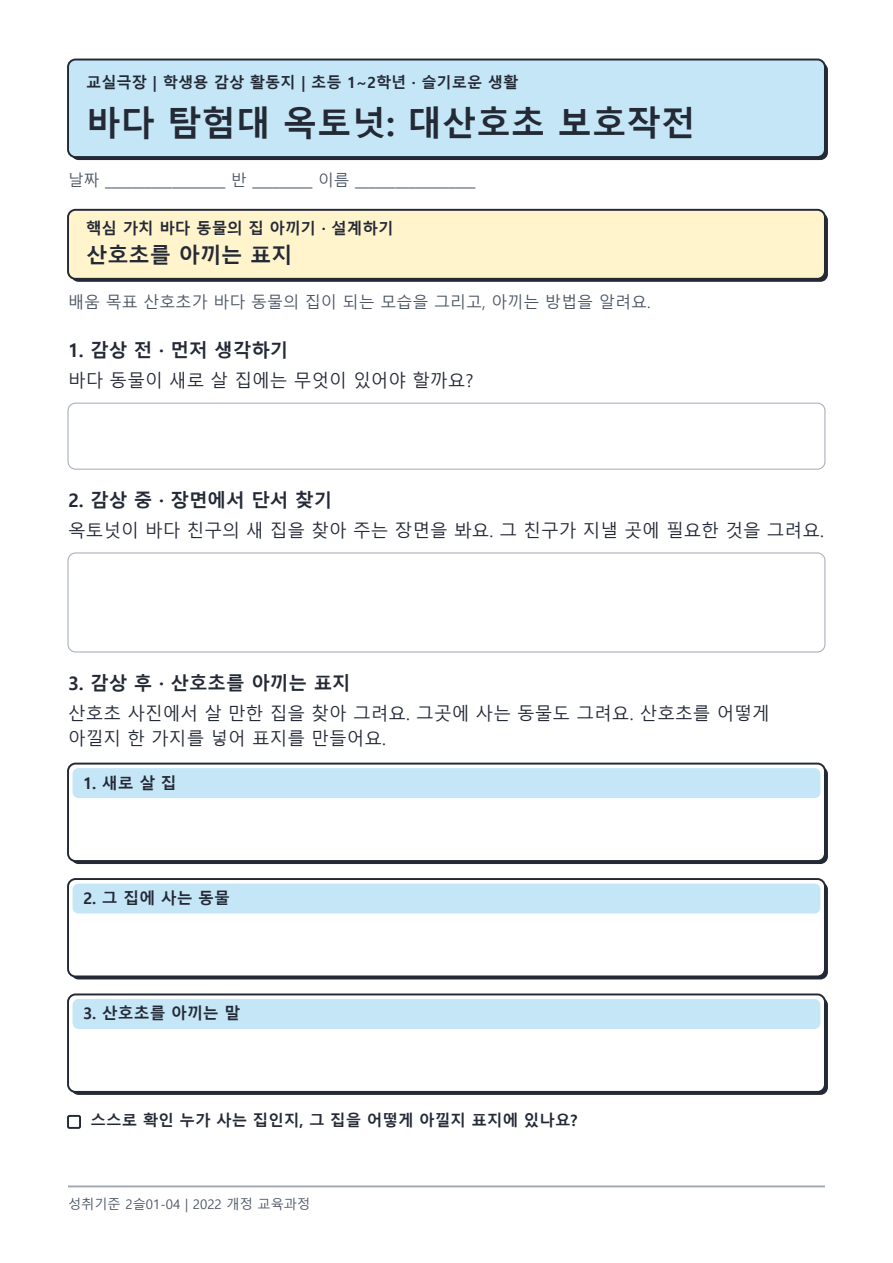 교실극장 | 학생용 감상 활동지 | 초등 1~2학년 · 슬기로운 생활
바다 탐험대 옥토넛: 대산호초 보호작전
날짜 ________________ 반 ________ 이름 ________________
핵심 가치 바다 동물의 집 아끼기 · 설계하기
산호초를 아끼는 표지
배움 목표 산호초가 바다 동물의 집이 되는 모습을 그리고, 아끼는 방법을 알려요.
1. 감상 전 · 먼저 생각하기
바다 동물이 새로 살 집에는 무엇이 있어야 할까요?
2. 감상 중 · 장면에서 단서 찾기
옥토넛이 바다 친구의 새 집을 찾아 주는 장면을 봐요. 그 친구가 지낼 곳에 필요한 것을 그려요.
3. 감상 후 · 산호초를 아끼는 표지
산호초 사진에서 살 만한 집을 찾아 그려요. 그곳에 사는 동물도 그려요. 산호초를 어떻게
아낄지 한 가지를 넣어 표지를 만들어요.
1. 새로 살 집
2. 그 집에 사는 동물
3. 산호초를 아끼는 말
스스로 확인 누가 사는 집인지, 그 집을 어떻게 아낄지 표지에 있나요?
성취기준 2슬01-04 | 2022 개정 교육과정